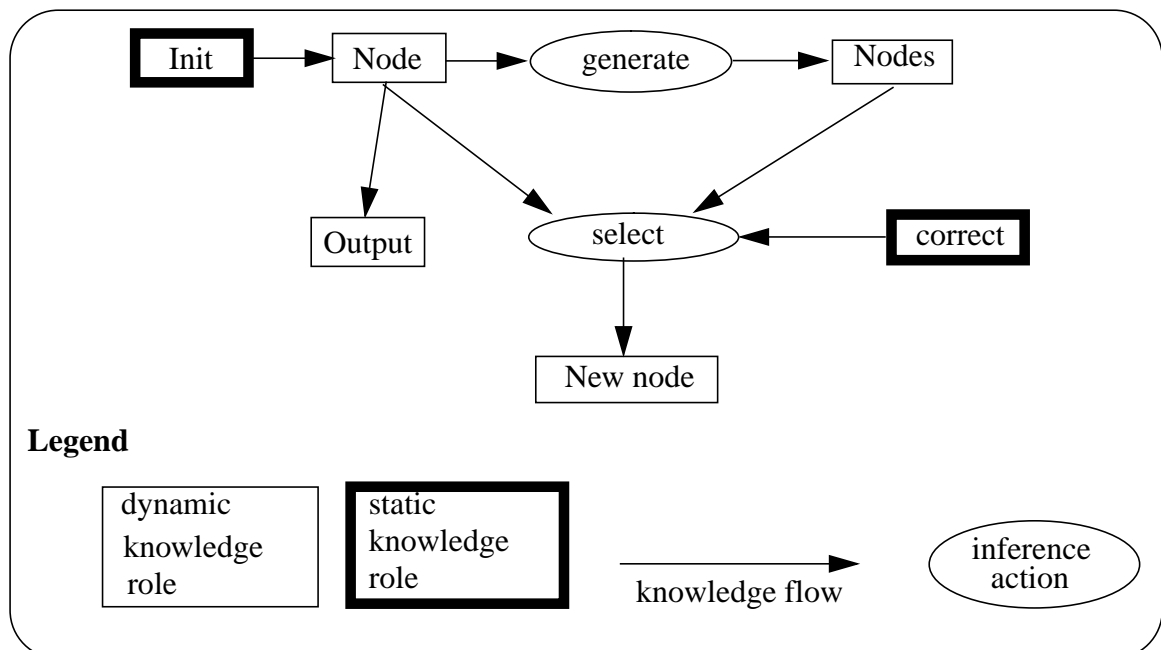 Init
Node
generate
Nodes
Output
select
correct
New node
Legend
dynamic
knowledge
role
static
knowledge
role
knowledge flow
inference
action